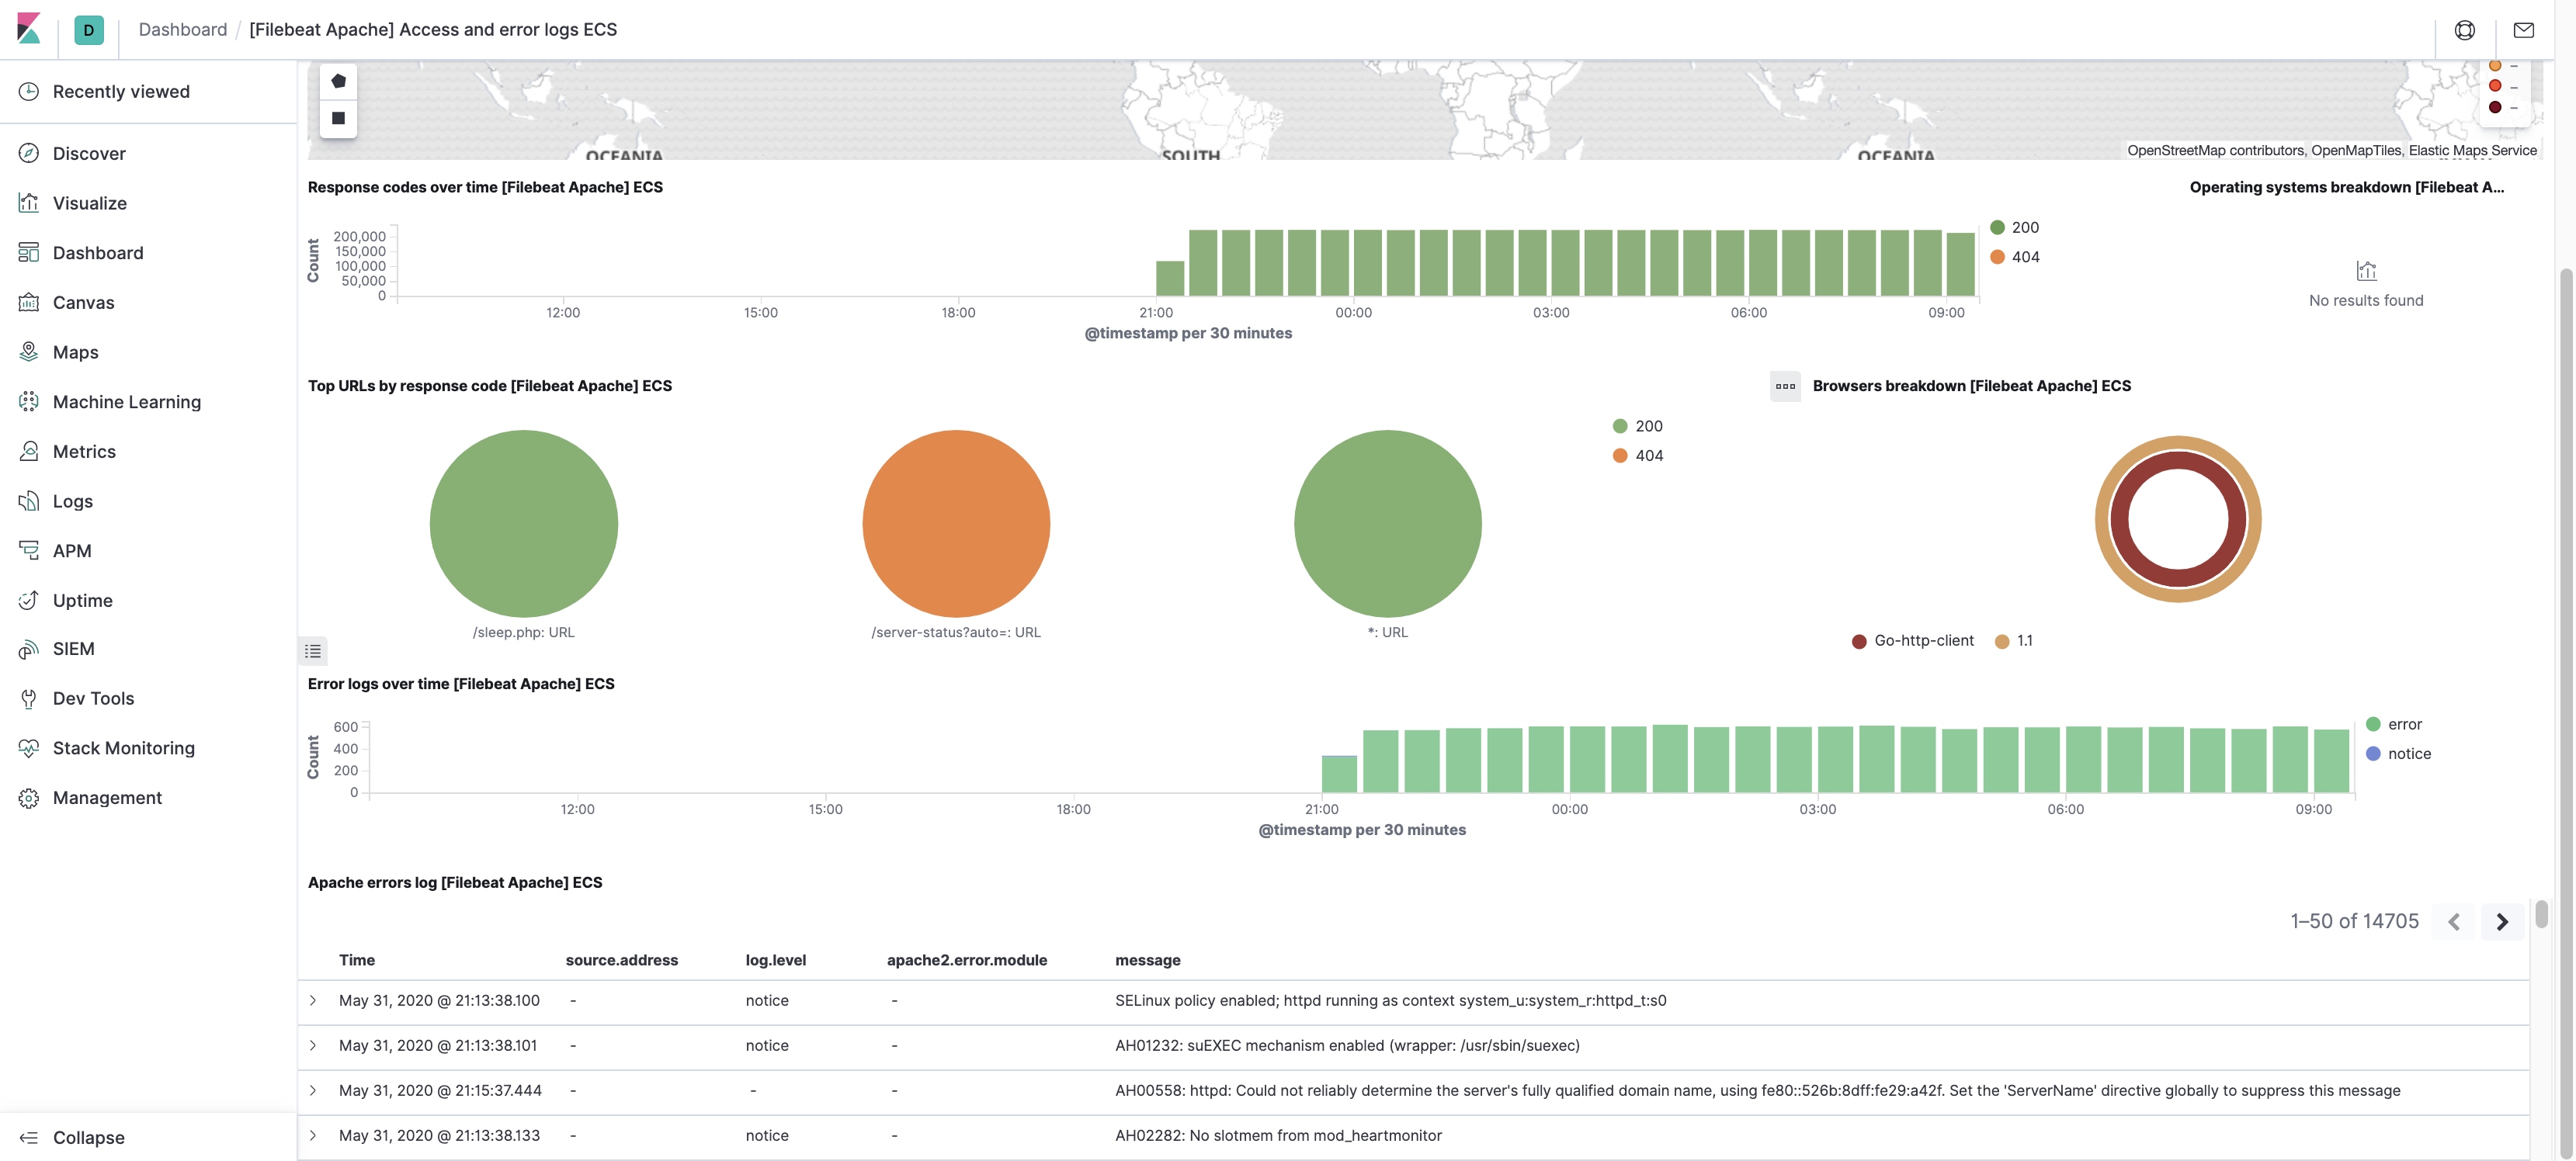 D
Dashboard / [Filebeat Apache] Access and error logs ECS
Recently viewed
Discover
Visualize
Dashboard
Canvas
Maps
Machine Learning
Metrics
Logs
APM
Uptime
SIEM
Dev Tools
Stack Monitoring
Management
Collapse
OCEANIA
SOUTH
OCEANIA
–
–
–
OpenStreetMap contributors, OpenMapTiles, Elastic Maps Service
Response codes over time [Filebeat Apache] ECS
Count
200,000
150,000
100,000
50,000
0
12:00 15:00 18:00 21:00 00:00 03:00 06:00 09:00
@timestamp per 30 minutes
200
404
Operating systems breakdown [Filebeat A...
No results found
Top URLs by response code [Filebeat Apache] ECS
/sleep.php: URL
/server-status?auto=: URL
*: URL
200
404
Browsers breakdown [Filebeat Apache] ECS
Go-http-client 1.1
Error logs over time [Filebeat Apache] ECS
Count
600
400
200
0
12:00 15:00 18:00 21:00 00:00 03:00 06:00 09:00
@timestamp per 30 minutes
error
notice
Apache errors log [Filebeat Apache] ECS
1–50 of 14705
Time source.address log.level apache2.error.module message
May 31, 2020 @ 21:13:38.100 - notice - SELinux policy enabled; httpd running as context system_u:system_r:httpd_t:s0
May 31, 2020 @ 21:13:38.101 - notice - AH01232: suEXEC mechanism enabled (wrapper: /usr/sbin/suexec)
May 31, 2020 @ 21:15:37.444 - - - AH00558: httpd: Could not reliably determine the server's fully qualified domain name, using fe80::526b:8dff:fe29:a42f. Set the 'ServerName' directive globally to suppress this message
May 31, 2020 @ 21:13:38.133 - notice - AH02282: No slotmem from mod_heartmonitor